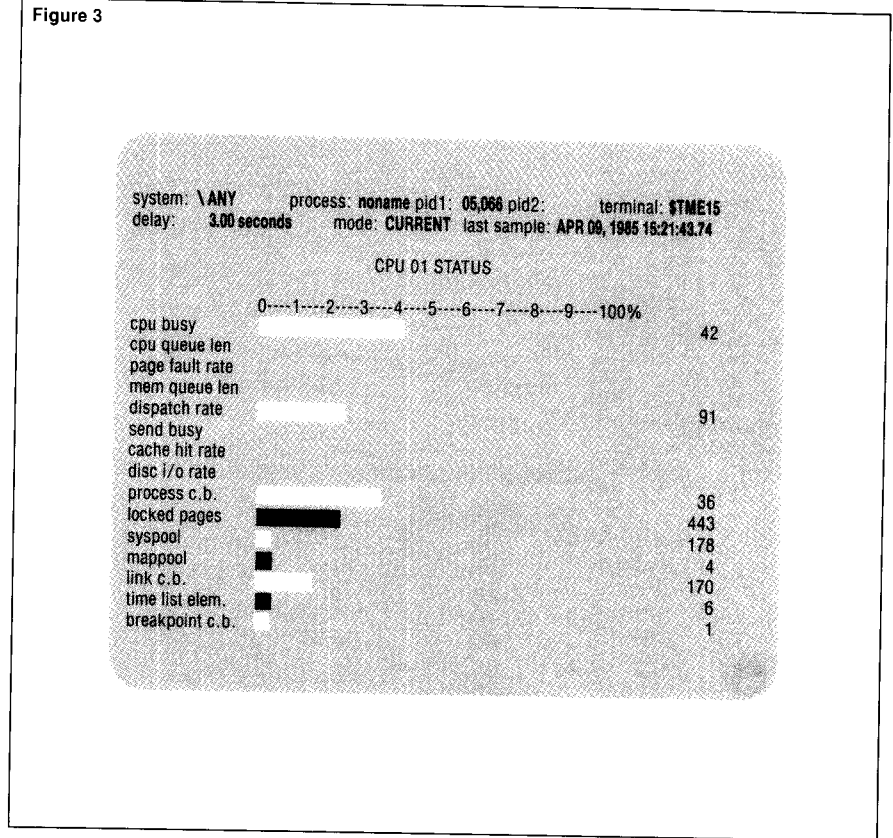 Figure 3
system: \ANY process: noname pid1: 05,066 pid2: terminal: $TME15
delay: 3.00 seconds mode: CURRENT last sample: APR 09, 1985 15:21:43.74
CPU 01 STATUS
0----1----2----3----4----5----6----7----8----9----100%
cpu busy 42
cpu queue len
page fault rate
mem queue len
dispatch rate 91
send busy
cache hit rate
disc i/o rate
process c.b. 36
locked pages 443
syspool 178
mappool 4
link c.b. 170
time list elem. 6
breakpoint c.b. 1